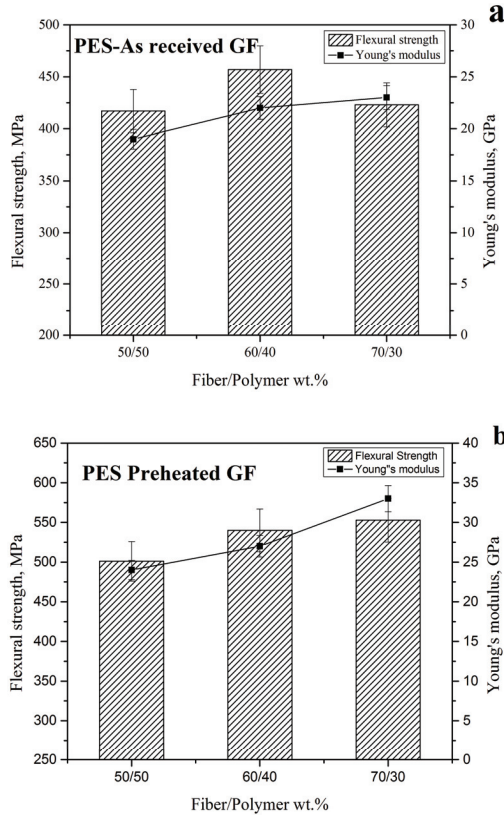 a
PES-As received GF
Flexural strength
Young's modulus
500
450
400
350
300
250
200
30
25
20
15
10
5
0
Flexural strength, MPa
Young's modulus, GPa
50/50
60/40
70/30
Fiber/Polymer wt.%
b
PES Preheated GF
Flexural Strength
Young"s modulus
650
600
550
500
450
400
350
300
250
40
35
30
25
20
15
10
5
0
Flexural strength, MPa
Young's modulus, GPa
50/50
60/40
70/30
Fiber/Polymer wt.%